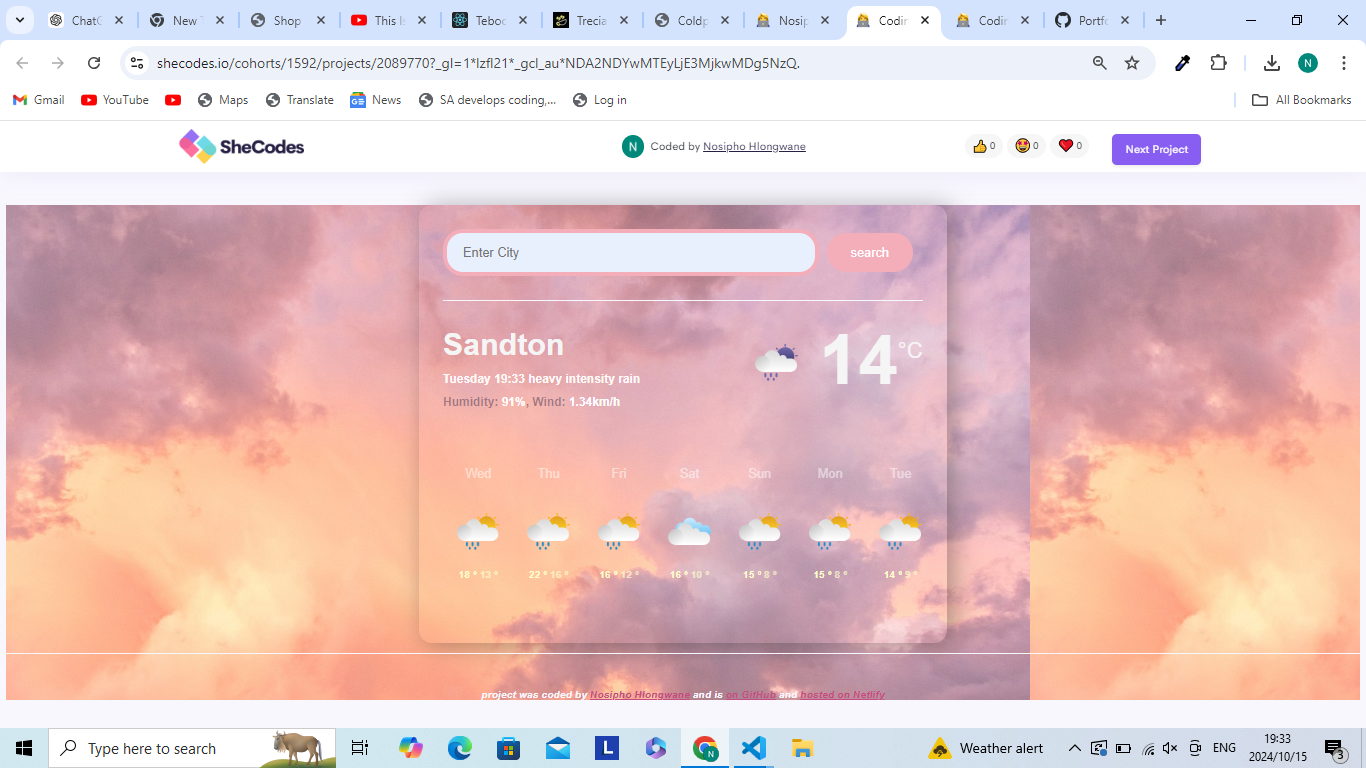 ChatG
New T
Shop
This Is
Teboc
Trecia
Coldp
Nosip
Codin
Codin
Portfo
shecodes.io/cohorts/1592/projects/2089770?_gl=1*lzfl21*_gcl_au*NDA2NDYwMTEyLjE3MjkwMDg5NzQ.
N
Gmail
YouTube
Maps
Translate
News
SA develops coding,...
Log in
All Bookmarks
SheCodes
N
Coded by Nosipho Hlongwane
0
0
0
Next Project
Enter City
search
Sandton
14 °C
Tuesday 19:33 heavy intensity rain
Humidity: 91%, Wind: 1.34km/h
Wed Thu Fri Sat Sun Mon Tue
18 º 13 º 22 º 16 º 16 º 12 º 16 º 10 º 15 º 8 º 15 º 8 º 14 º 9 º
project was coded by Nosipho Hlongwane and is on GitHub and hosted on Netlify
Type here to search
L
N
Weather alert
ENG
19:33
2024/10/15
3